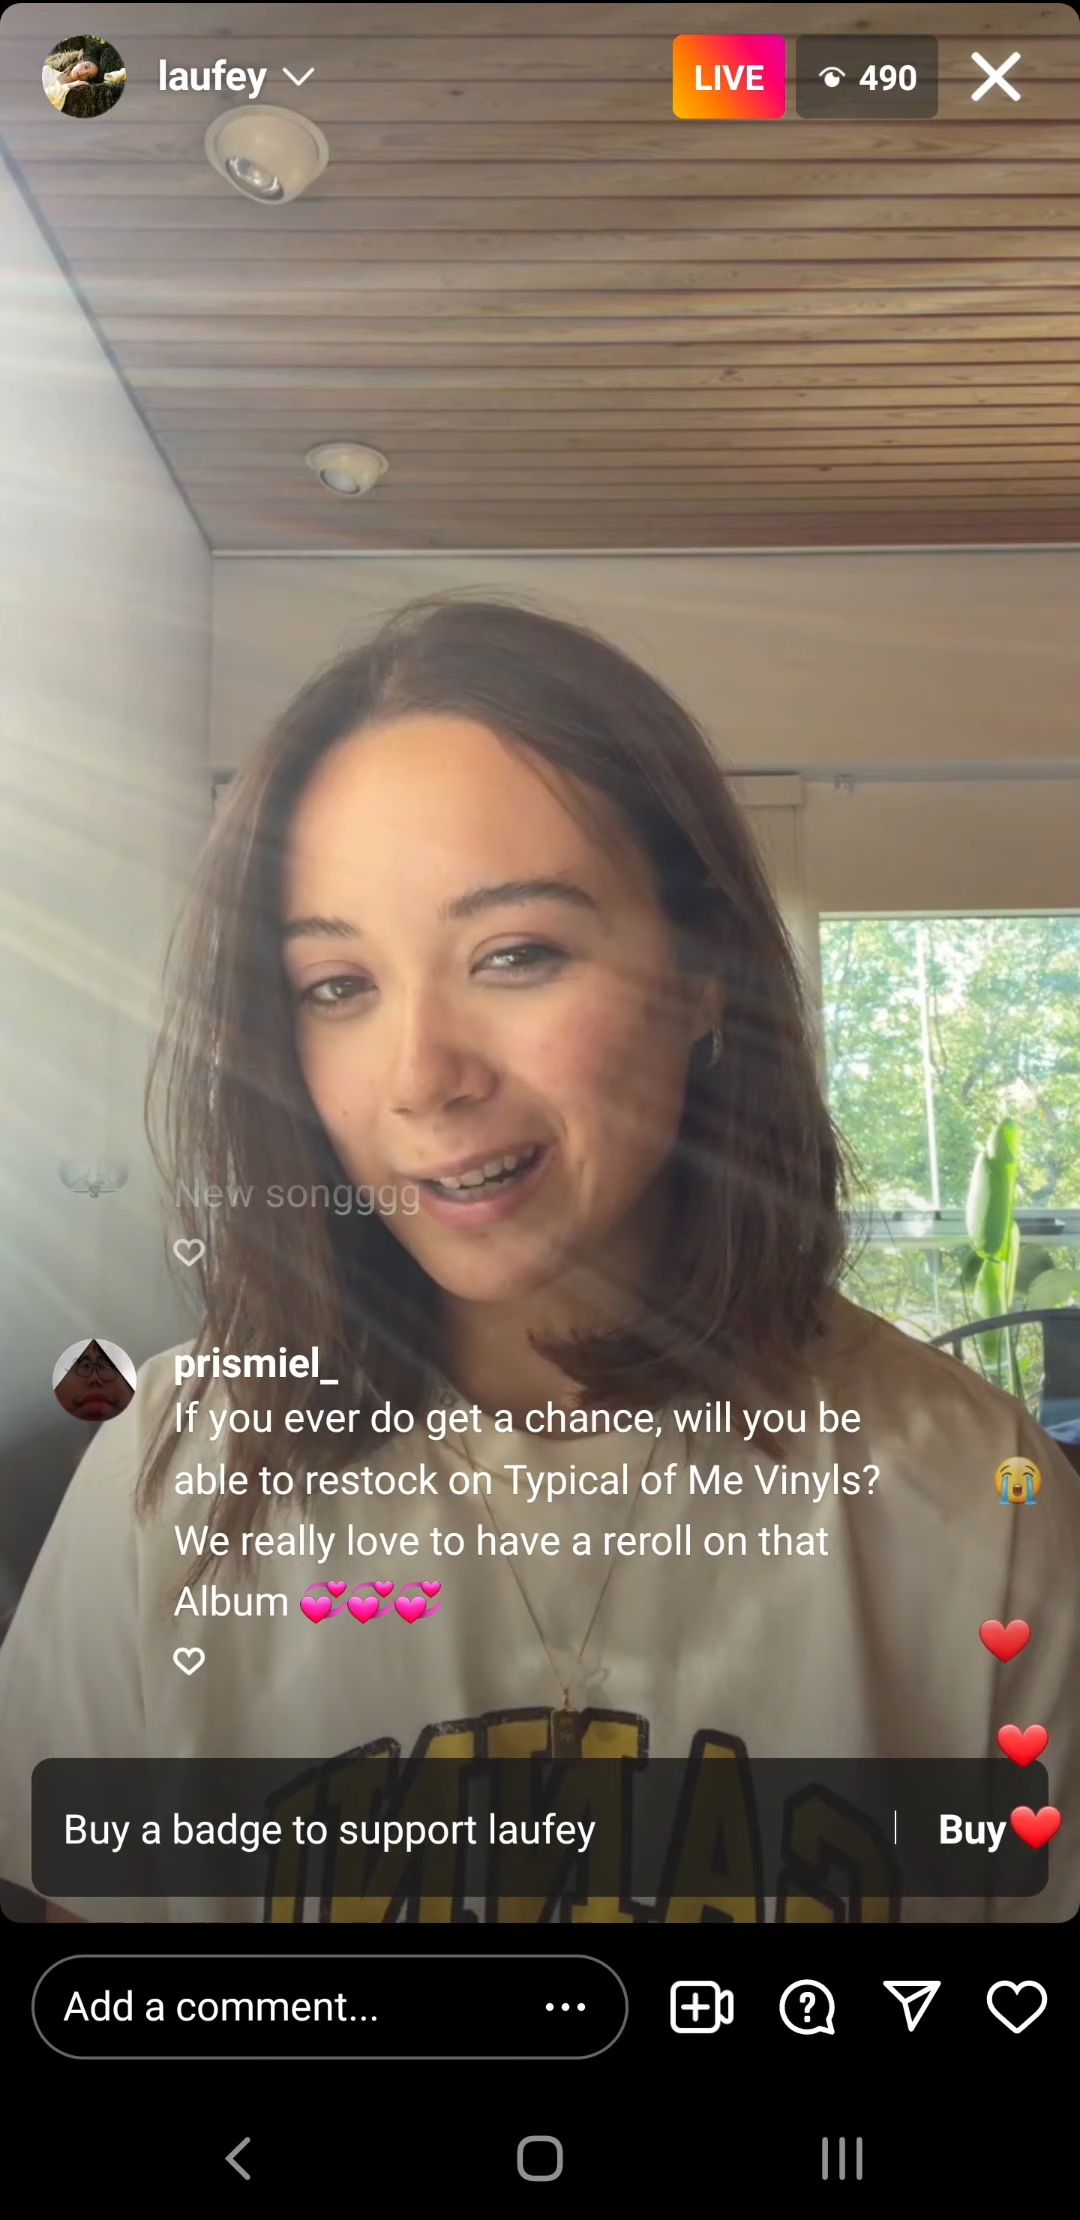 laufey
LIVE
490
New songggg
prismiel_
If you ever do get a chance, will you be
able to restock on Typical of Me Vinyls?
We really love to have a reroll on that
Album 💞💞💞
Buy a badge to support laufey
Buy
Add a comment...